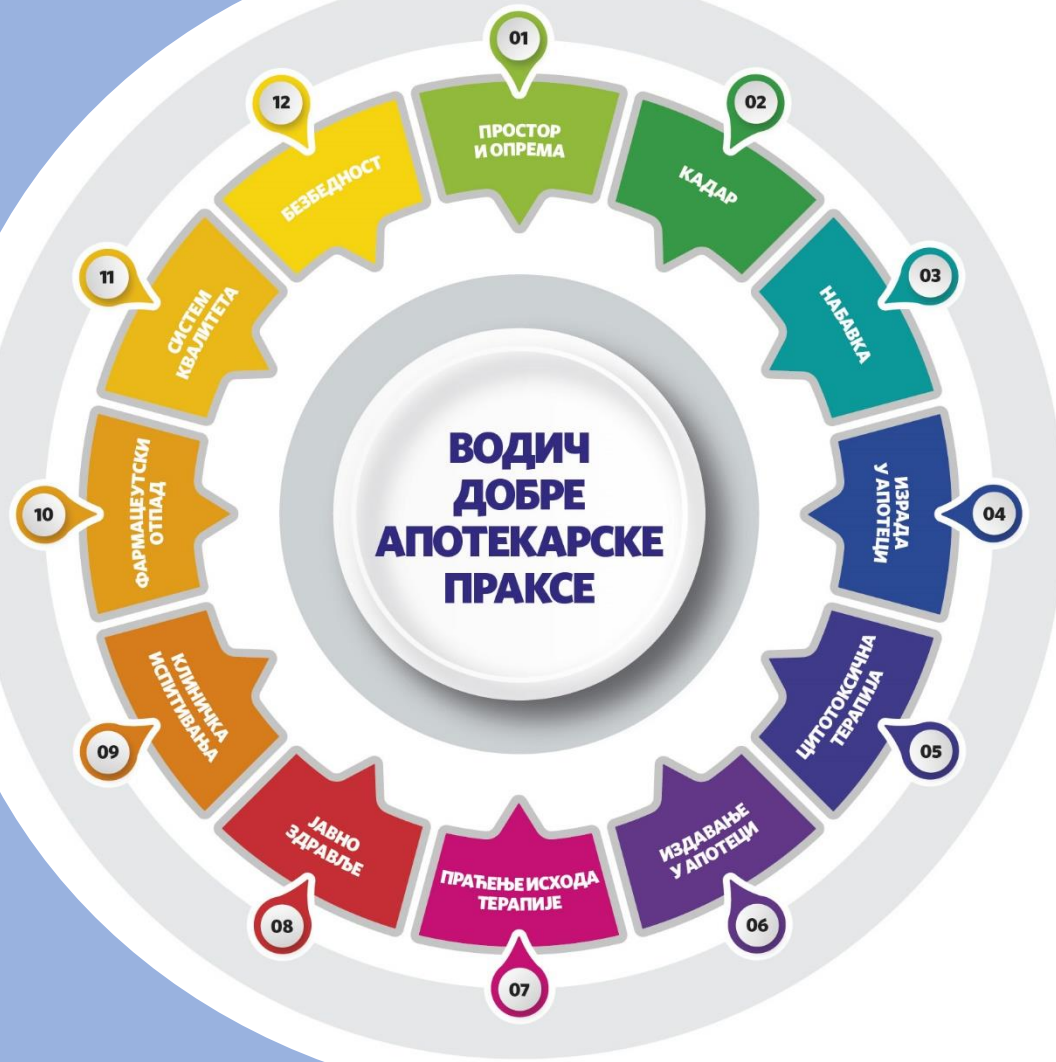 ВОДИЧ
ДОБРЕ
АПОТЕКАРСКЕ
ПРАКСЕ
01
ПРОСТОР
И ОПРЕМА
02
КАДАР
03
НАБАВКА
04
ИЗРАДА
У АПОТЕЦИ
05
ЦИТОТОКСИЧНА
ТЕРАПИЈА
06
ИЗДАВАЊЕ
У АПОТЕЦИ
07
ПРАЋЕЊЕ ИСХОДА
ТЕРАПИЈЕ
08
ЈАВНО
ЗДРАВЉЕ
09
КЛИНИЧКА
ИСПИТИВАЊА
10
ФАРМАЦЕУТСКИ
ОТПАД
11
СИСТЕМ
КВАЛИТЕТА
12
БЕЗБЕДНОСТ